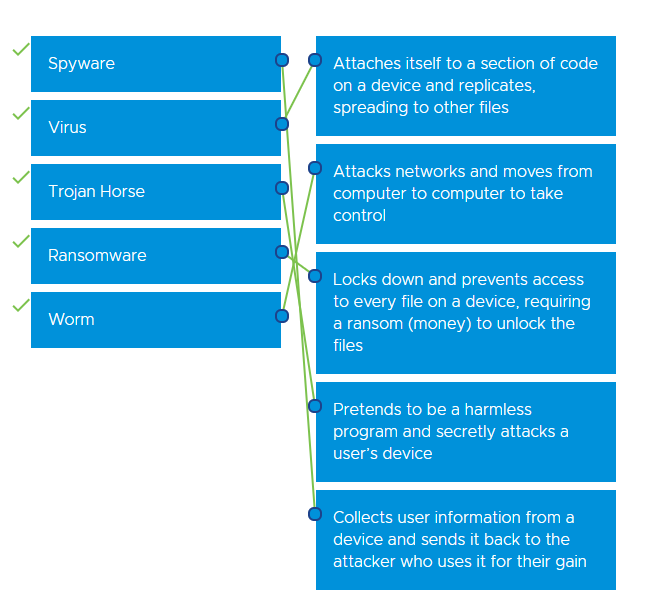 Spyware
Virus
Trojan Horse
Ransomware
Worm
Attaches itself to a section of code
on a device and replicates,
spreading to other files
Attacks networks and moves from
computer to computer to take
control
Locks down and prevents access
to every file on a device, requiring
a ransom (money) to unlock the
files
Pretends to be a harmless
program and secretly attacks a
user’s device
Collects user information from a
device and sends it back to the
attacker who uses it for their gain